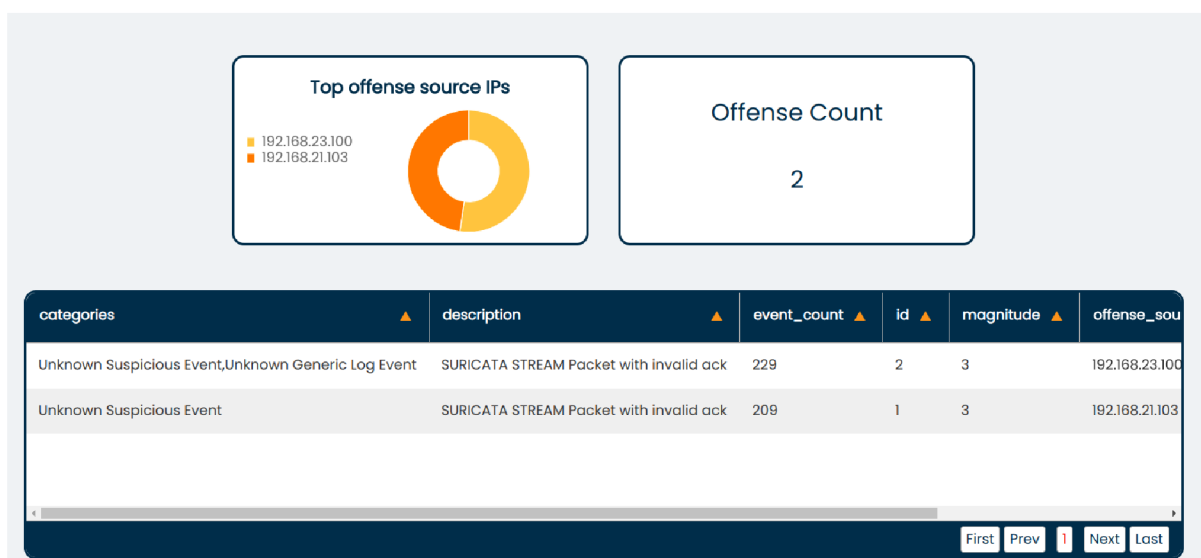 Top offense source IPs
192.168.23.100
192.168.21.103
Offense Count
2
categories description event_count id magnitude offense_sou
Unknown Suspicious Event,Unknown Generic Log Event SURICATA STREAM Packet with invalid ack 229 2 3 192.168.23.100
Unknown Suspicious Event SURICATA STREAM Packet with invalid ack 209 1 3 192.168.21.103
First Prev 1 Next Last